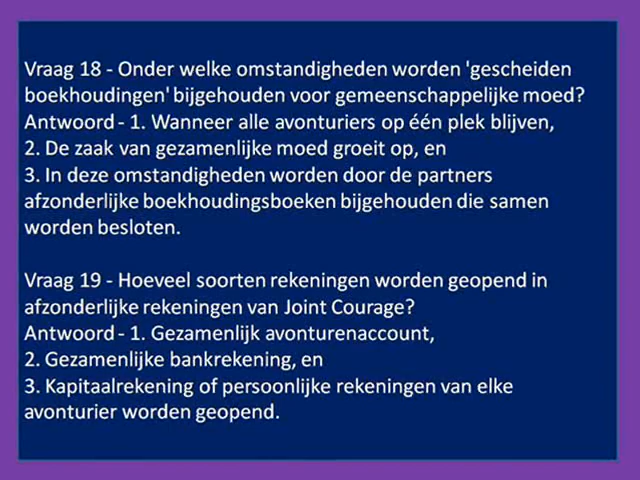 Vraag 18 - Onder welke omstandigheden worden 'gescheiden
boekhoudingen' bijgehouden voor gemeenschappelijke moed?
Antwoord - 1. Wanneer alle avonturiers op één plek blijven,
2. De zaak van gezamenlijke moed groeit op, en
3. In deze omstandigheden worden door de partners
afzonderlijke boekhoudingsboeken bijgehouden die samen
worden besloten.
Vraag 19 - Hoeveel soorten rekeningen worden geopend in
afzonderlijke rekeningen van Joint Courage?
Antwoord - 1. Gezamenlijk avonturenaccount,
2. Gezamenlijke bankrekening, en
3. Kapitaalrekening of persoonlijke rekeningen van elke
avonturier worden geopend.